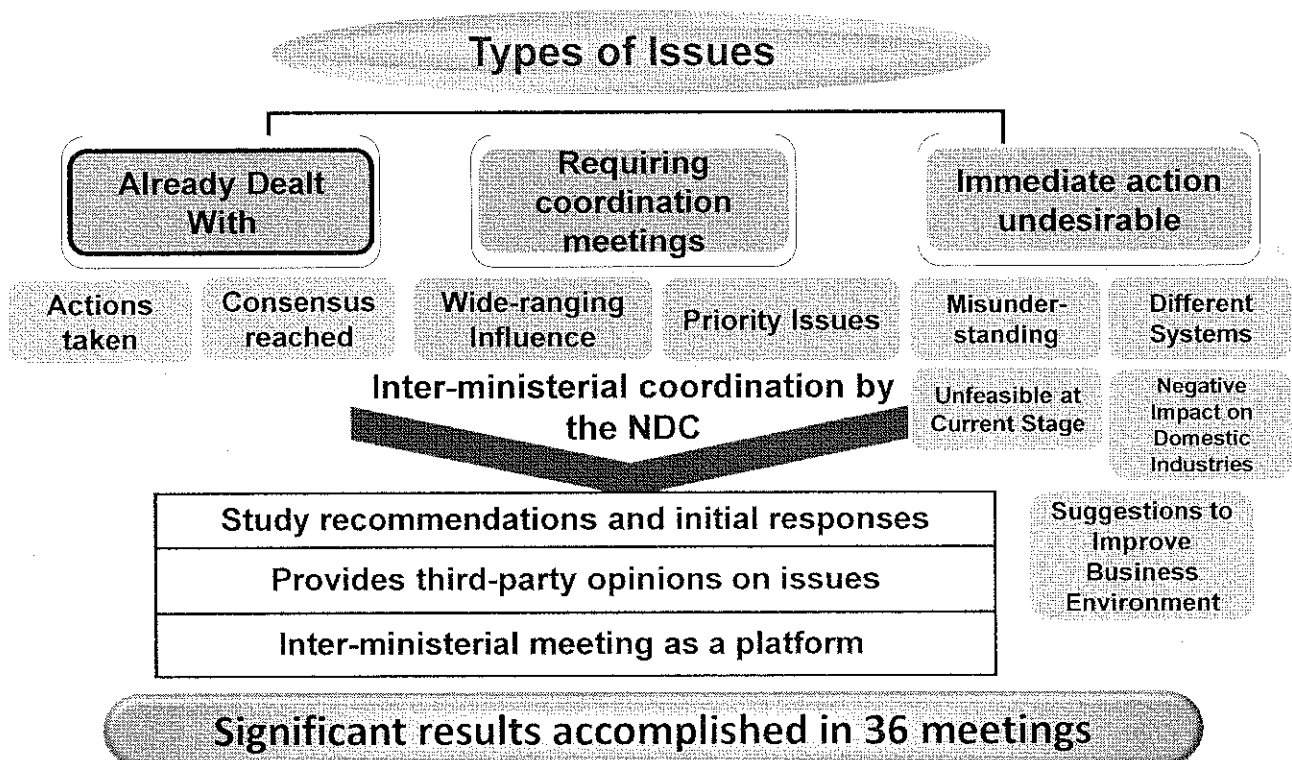 Types of Issues
Already Dealt
With
Requiring
coordination
meetings
Immediate action
undesirable
Actions
taken
Consensus
reached
Wide-ranging
Influence
Priority Issues
Misunder-
standing
Different
Systems
Unfeasible at
Current Stage
Negative
Impact on
Domestic
Industries
Suggestions to
Improve
Business
Environment
Inter-ministerial coordination by
the NDC
Study recommendations and initial responses
Provides third-party opinions on issues
Inter-ministerial meeting as a platform
Significant results accomplished in 36 meetings